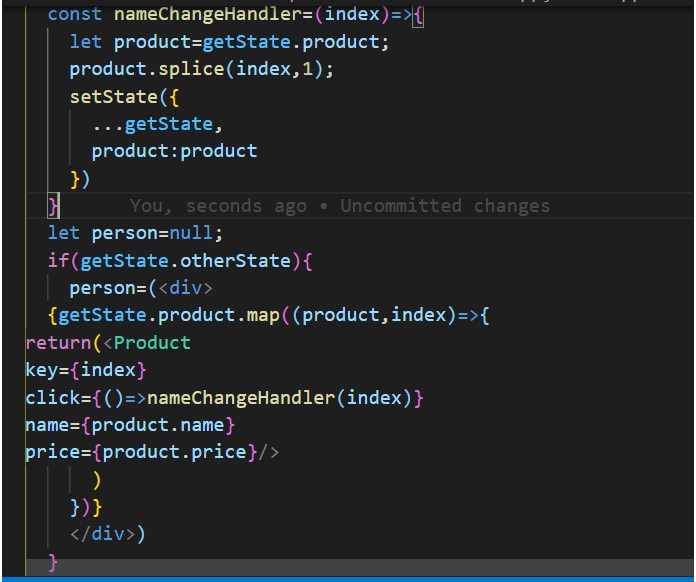 const nameChangeHandler=(index)=>{
let product=getState.product;
product.splice(index,1);
setState({
...getState,
product:product
})
} You, seconds ago • Uncommitted changes
let person=null;
if(getState.otherState){
person=(<div>
{getState.product.map((product,index)=>{
return(<Product
key={index}
click={()=>nameChangeHandler(index)}
name={product.name}
price={product.price}/>
)
})}
</div>)
}